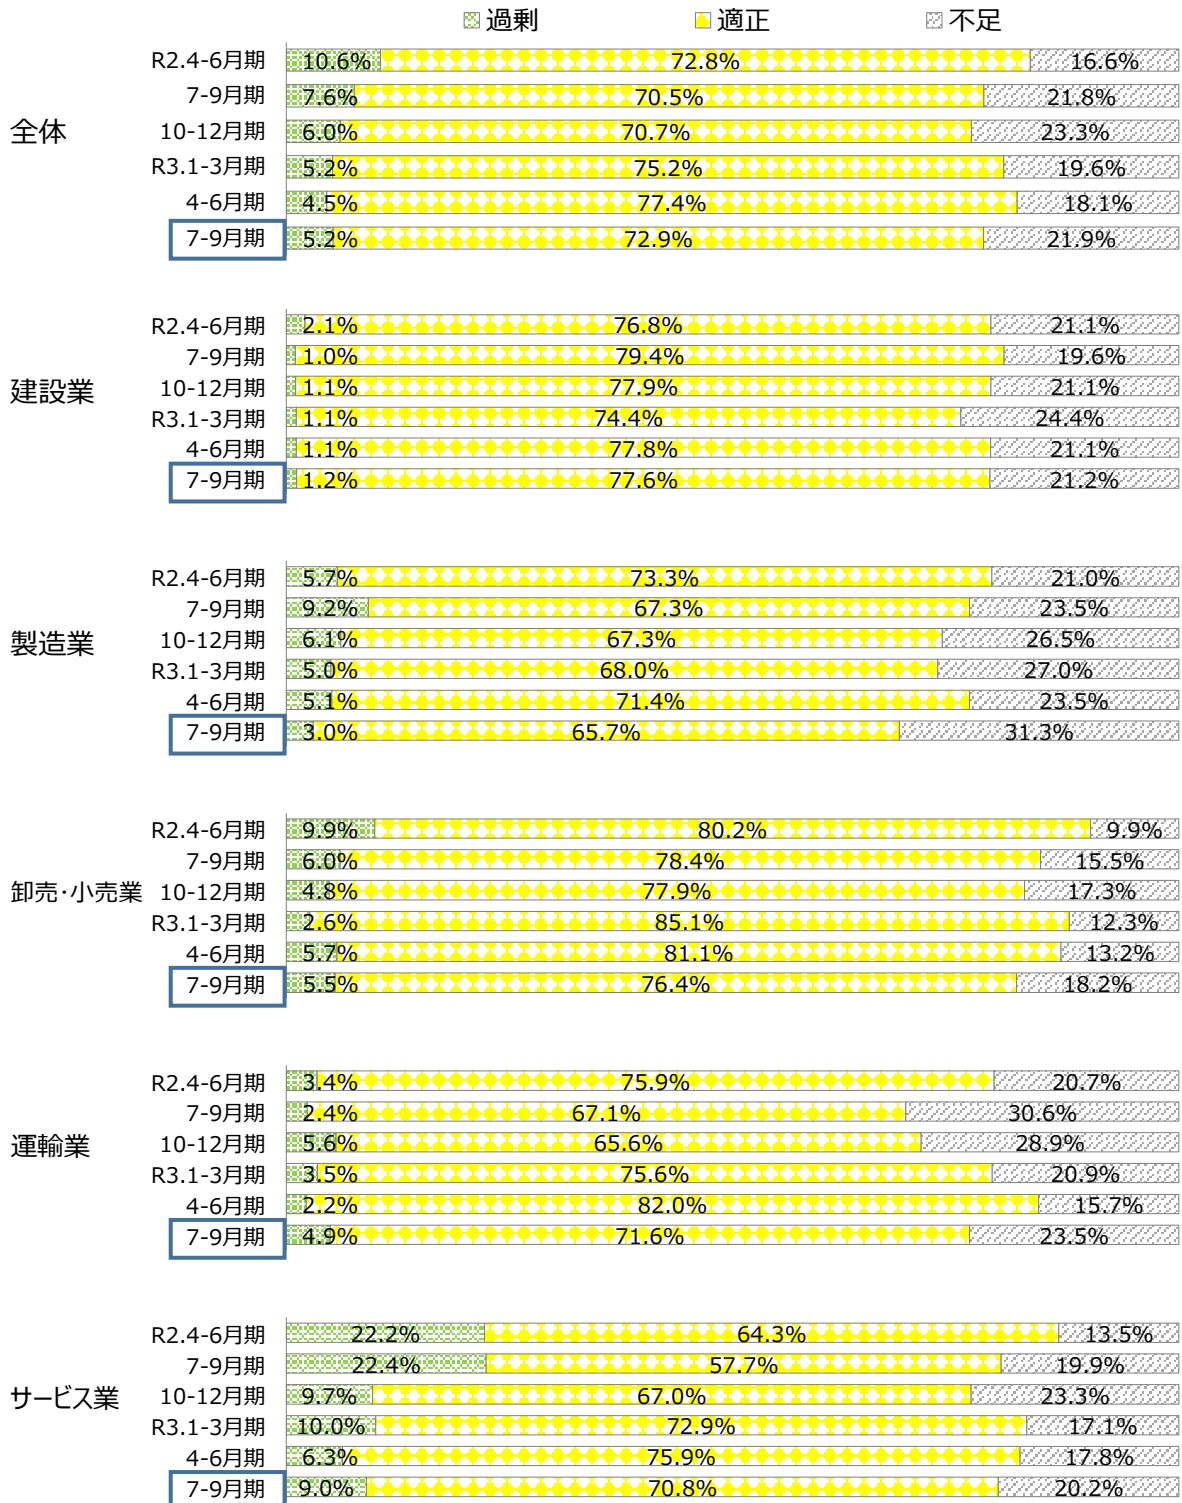 過剰 適正 不足
全体
R2.4-6月期 10.6% 72.8% 16.6%
7-9月期 7.6% 70.5% 21.8%
10-12月期 6.0% 70.7% 23.3%
R3.1-3月期 5.2% 75.2% 19.6%
4-6月期 4.5% 77.4% 18.1%
7-9月期 5.2% 72.9% 21.9%
建設業
R2.4-6月期 2.1% 76.8% 21.1%
7-9月期 1.0% 79.4% 19.6%
10-12月期 1.1% 77.9% 21.1%
R3.1-3月期 1.1% 74.4% 24.4%
4-6月期 1.1% 77.8% 21.1%
7-9月期 1.2% 77.6% 21.2%
製造業
R2.4-6月期 5.7% 73.3% 21.0%
7-9月期 9.2% 67.3% 23.5%
10-12月期 6.1% 67.3% 26.5%
R3.1-3月期 5.0% 68.0% 27.0%
4-6月期 5.1% 71.4% 23.5%
7-9月期 3.0% 65.7% 31.3%
卸売・小売業
R2.4-6月期 9.9% 80.2% 9.9%
7-9月期 6.0% 78.4% 15.5%
10-12月期 4.8% 77.9% 17.3%
R3.1-3月期 2.6% 85.1% 12.3%
4-6月期 5.7% 81.1% 13.2%
7-9月期 5.5% 76.4% 18.2%
運輸業
R2.4-6月期 3.4% 75.9% 20.7%
7-9月期 2.4% 67.1% 30.6%
10-12月期 5.6% 65.6% 28.9%
R3.1-3月期 3.5% 75.6% 20.9%
4-6月期 2.2% 82.0% 15.7%
7-9月期 4.9% 71.6% 23.5%
サービス業
R2.4-6月期 22.2% 64.3% 13.5%
7-9月期 22.4% 57.7% 19.9%
10-12月期 9.7% 67.0% 23.3%
R3.1-3月期 10.0% 72.9% 17.1%
4-6月期 6.3% 75.9% 17.8%
7-9月期 9.0% 70.8% 20.2%